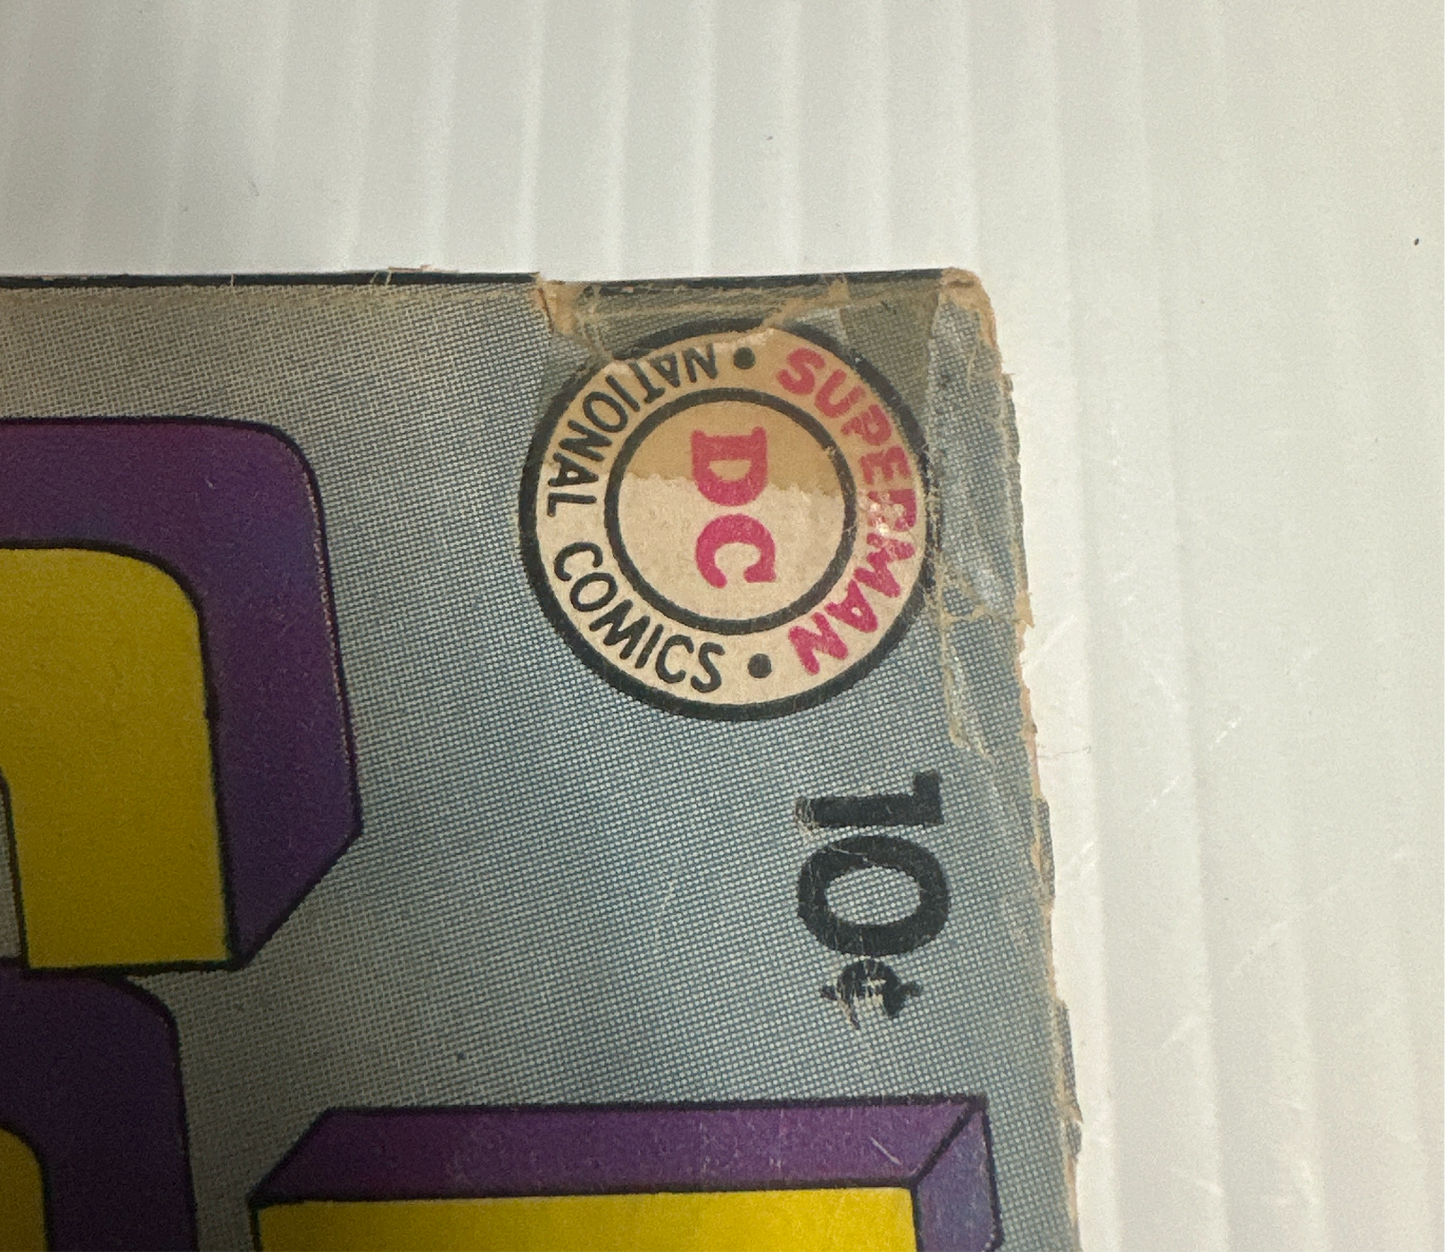 SUPERMAN
DC
NATIONAL COMICS
10¢